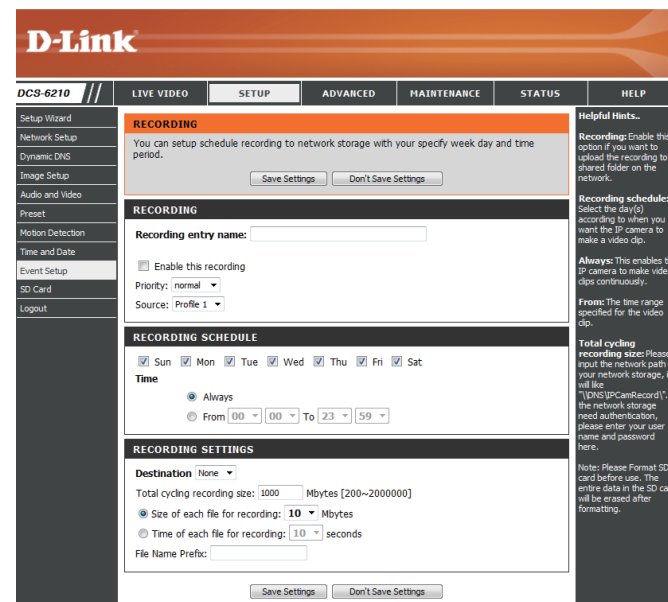 D-Link
DCS-6210 // LIVE VIDEO SETUP ADVANCED MAINTENANCE STATUS HELP
Setup Wizard
Network Setup
Dynamic DNS
Image Setup
Audio and Video
Preset
Motion Detection
Time and Date
Event Setup
SD Card
Logout
RECORDING
You can setup schedule recording to network storage with your specify week day and time
period.
Save Settings Don't Save Settings
RECORDING
Recording entry name:
Enable this recording
Priority: normal
Source: Profile 1
RECORDING SCHEDULE
Sun Mon Tue Wed Thu Fri Sat
Time
Always
From 00 00 To 23 59
RECORDING SETTINGS
Destination None
Total cycling recording size: 1000 Mbytes [200~2000000]
Size of each file for recording: 10 Mbytes
Time of each file for recording: 10 seconds
File Name Prefix:
Save Settings Don't Save Settings
Helpful Hints..
Recording: Enable this
option if you want to
upload the recording to
shared folder on the
network.
Recording schedule:
Select the day(s)
according to when you
want the IP camera to
make a video clip.
Always: This enables t
IP camera to make vide
clips continuously.
From: The time range
specified for the video
clip.
Total cycling
recording size: Please
input the network path
your network storage, i
will like
"\\DNS\IPCamRecord\".
the network storage
need authentication,
please enter your user
name and password
here.
Note: Please Format SD
card before use. The
entire data in the SD ca
will be erased after
formatting.